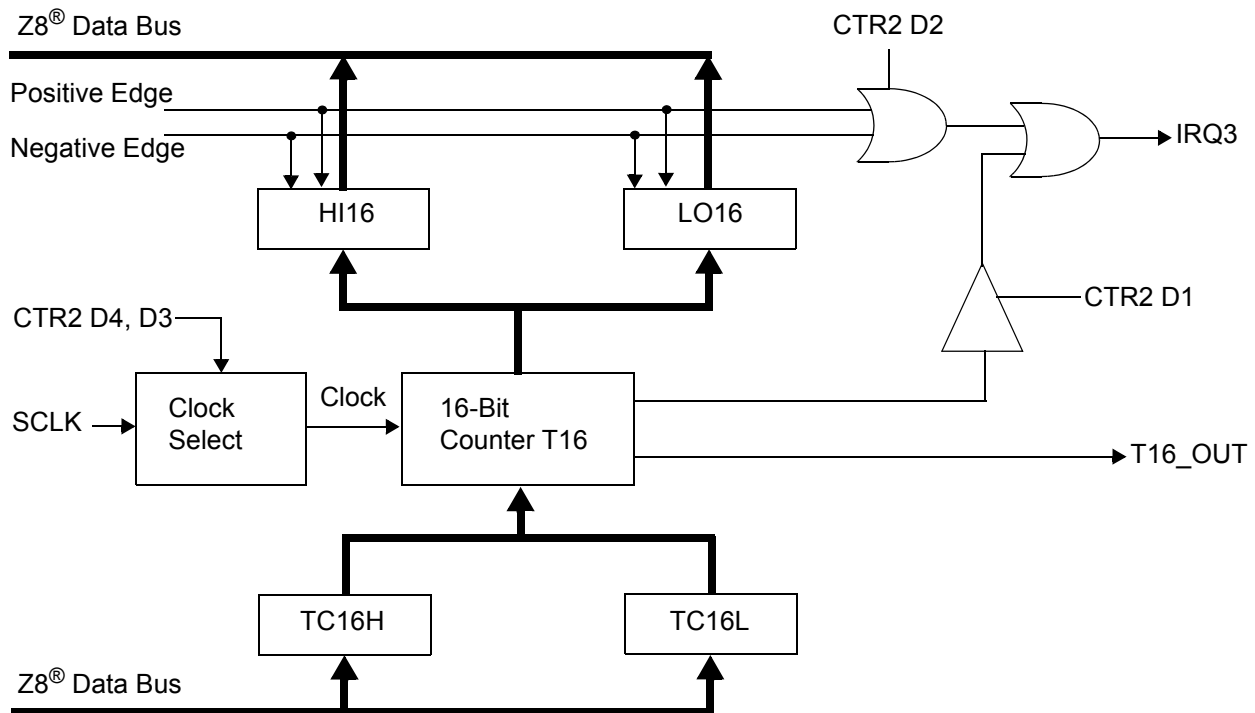 Z8® Data Bus
CTR2 D2
Positive Edge
Negative Edge
IRQ3
HI16
LO16
CTR2 D1
CTR2 D4, D3
Clock
Select
Clock
16-Bit
Counter T16
SCLK
T16_OUT
TC16H
TC16L
Z8® Data Bus